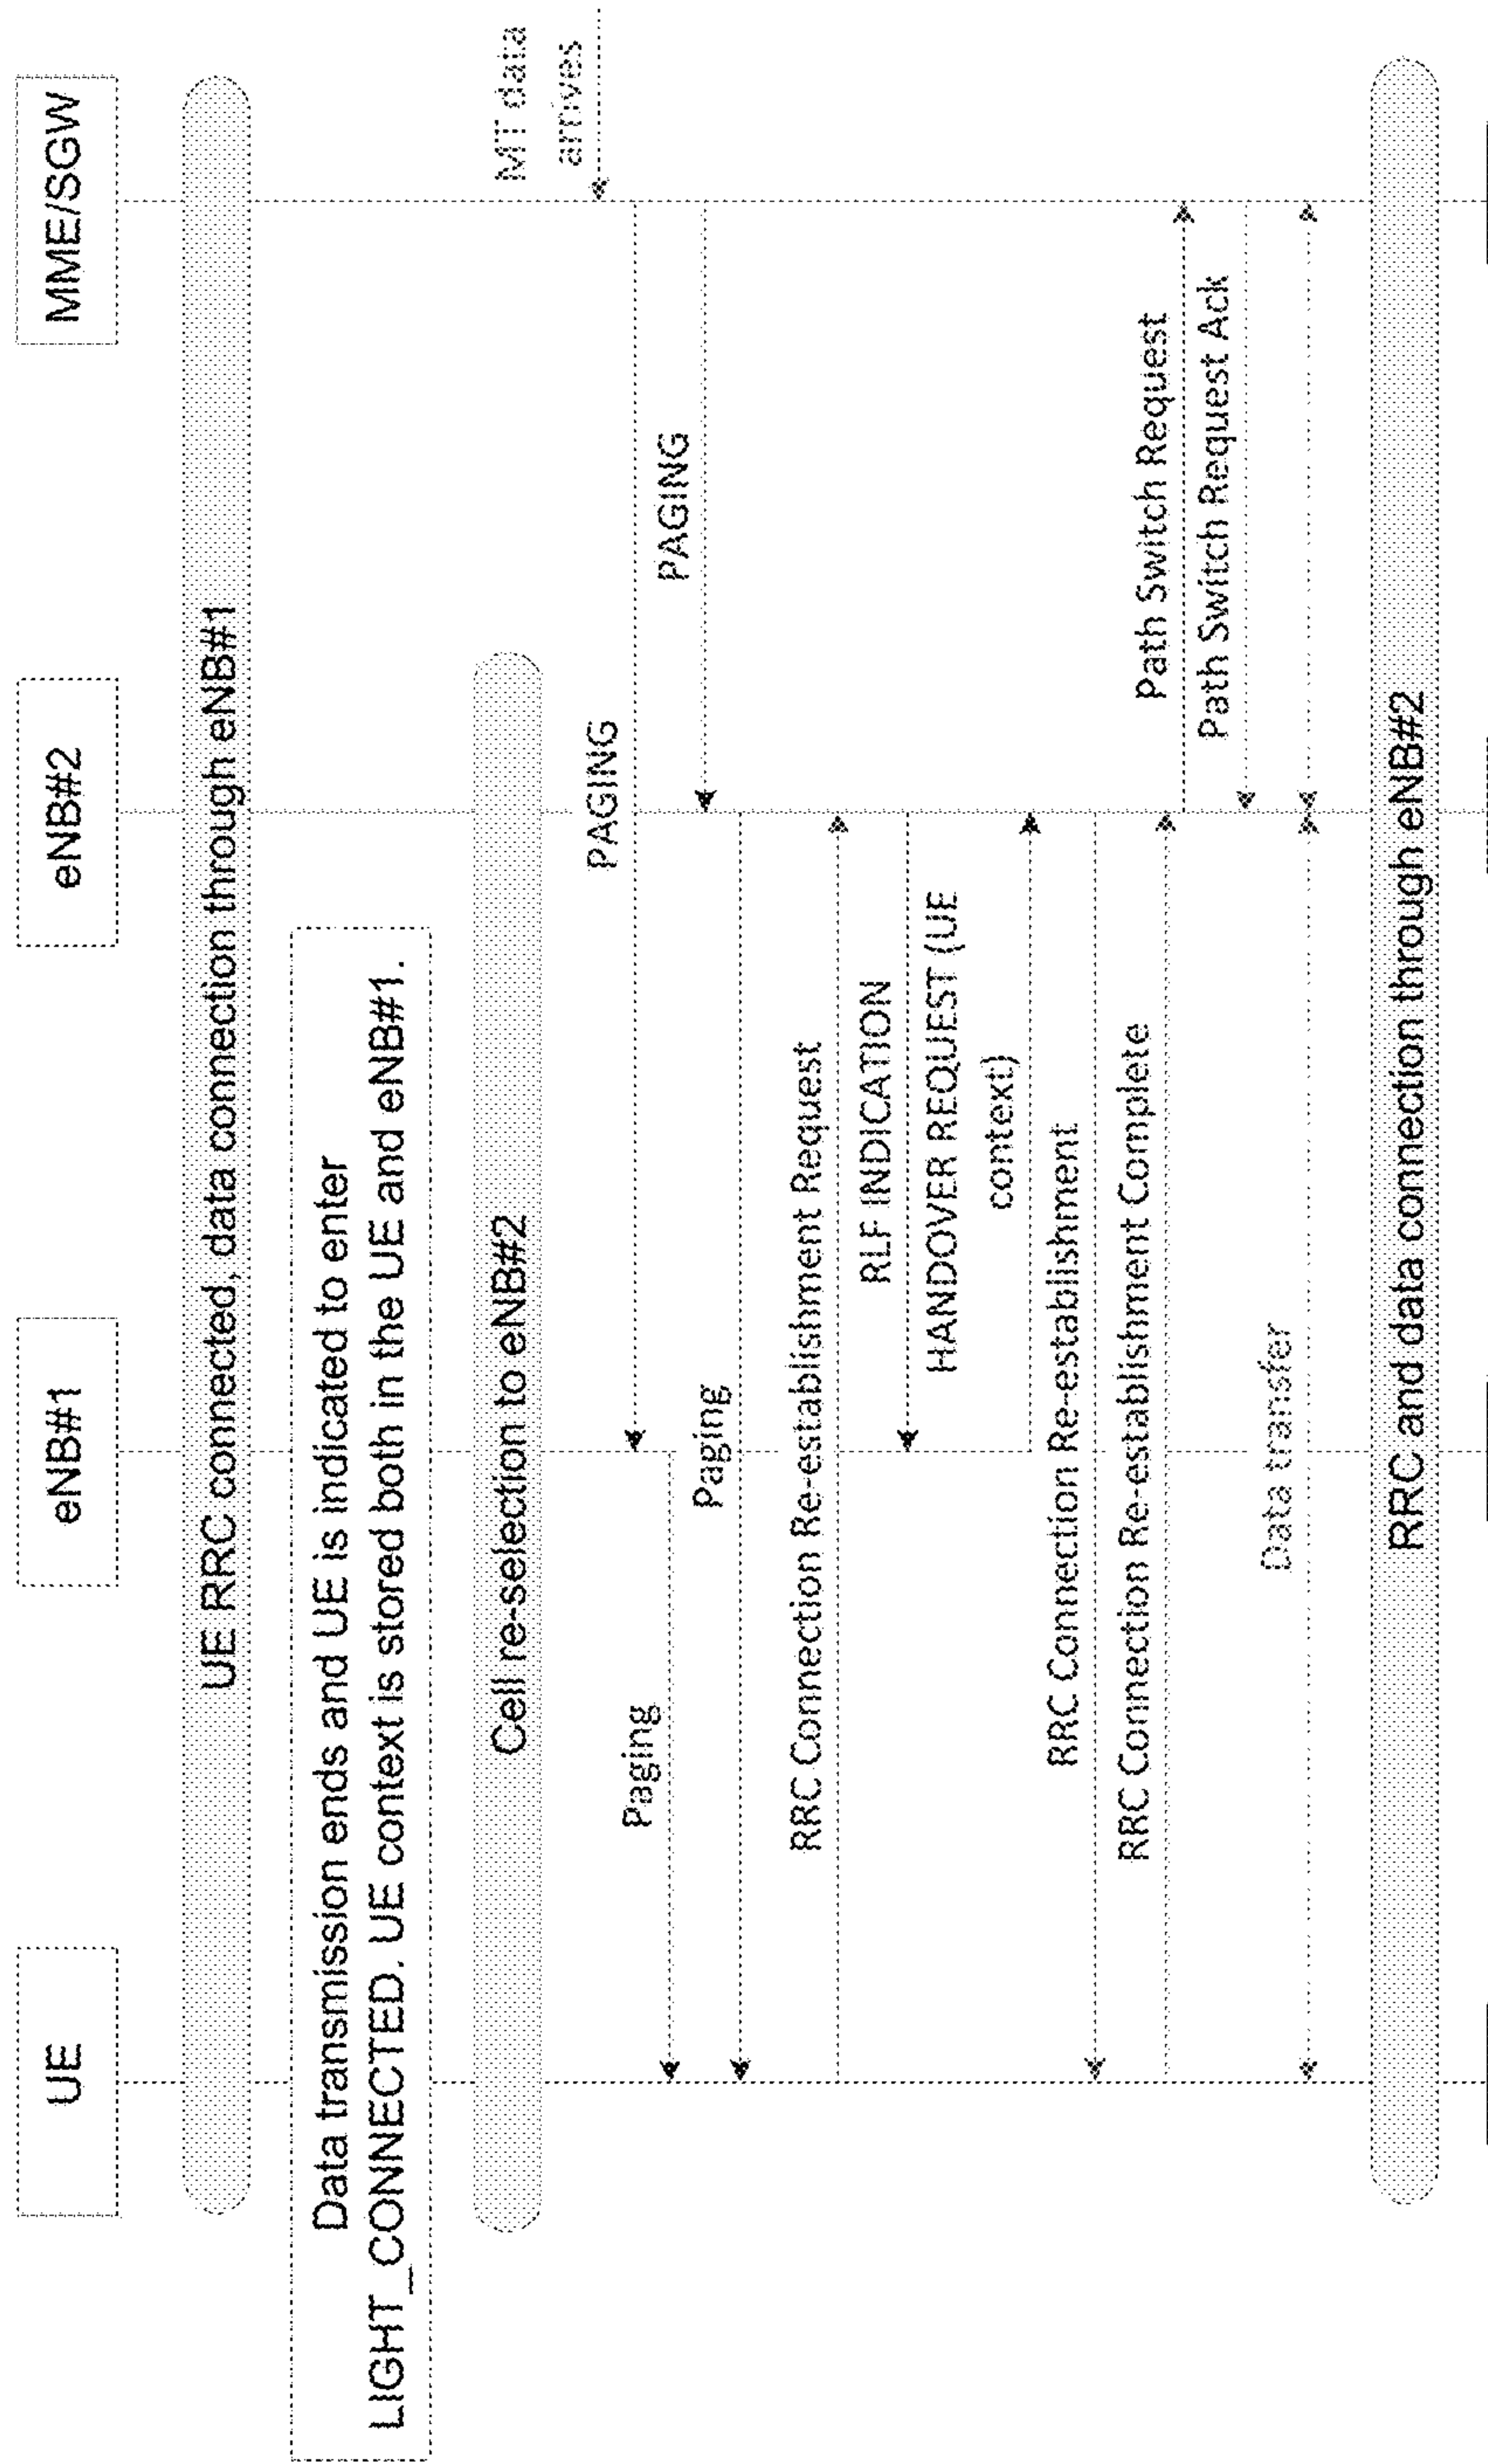 UE
eNB#1
eNB#2
MME/SGW
UE RRC connected, data connection through eNB#1
Data transmission ends and UE is indicated to enter
LIGHT_CONNECTED. UE context is stored both in the UE and eNB#1.
Cell re-selection to eNB#2
MT data
arrives
PAGING
Paging
PAGING
Paging
RRC Connection Re-establishment Request
RLF INDICATION
HANDOVER REQUEST (UE
context)
RRC Connection Re-establishment
RRC Connection Re-establishment Complete
Path Switch Request
Path Switch Request Ack
Data transfer
RRC and data connection through eNB#2